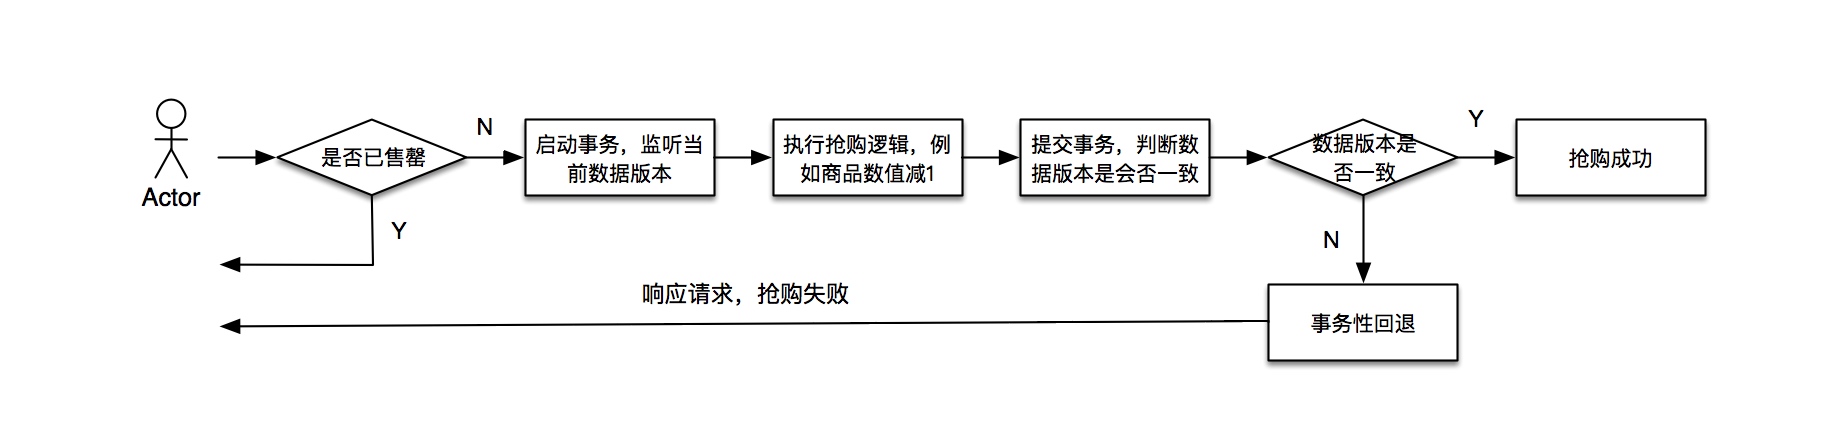 Actor
是否已售罄
N
Y
启动事务，监听当
前数据版本
执行抢购逻辑，例
如商品数值减1
提交事务，判断数
据版本是会否一致
数据版本是
否一致
Y
抢购成功
N
事务性回退
响应请求，抢购失败